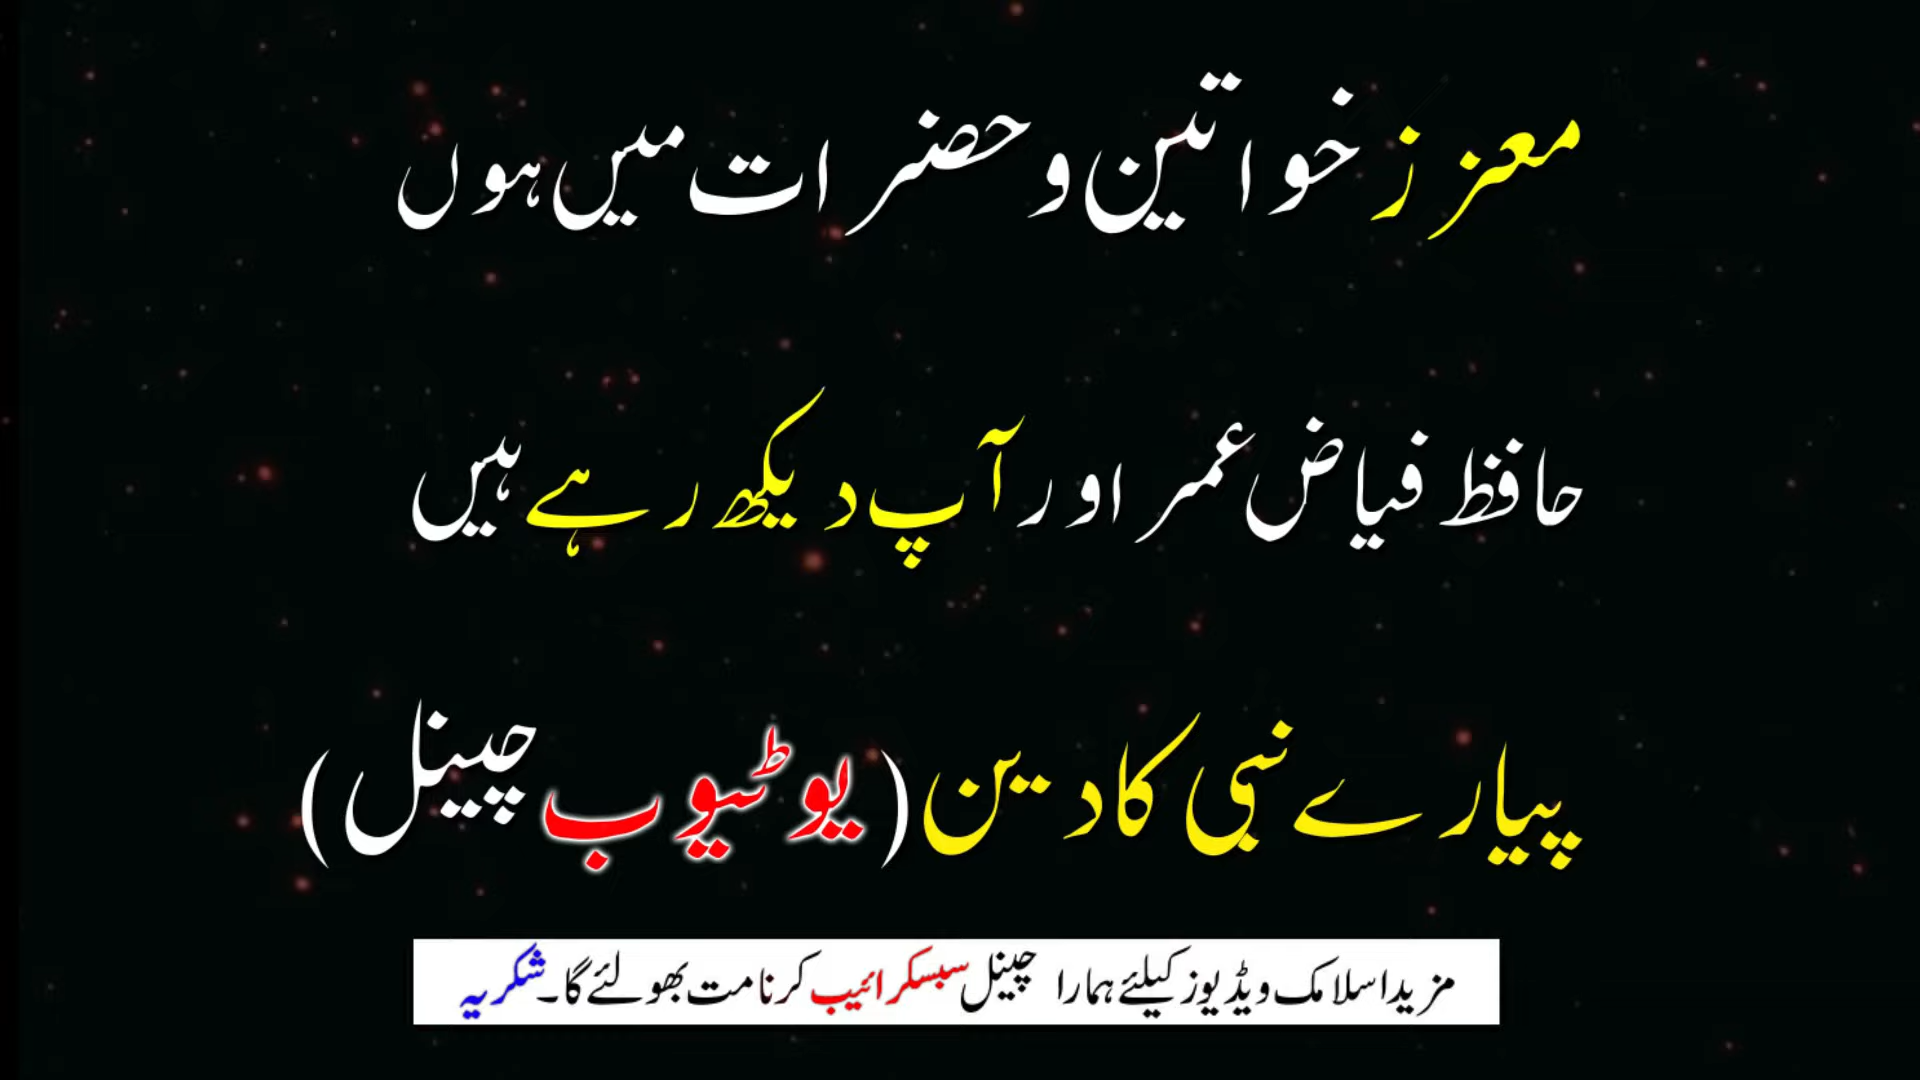 معزز خواتین و حضرات میں ہوں
حافظ فیاض عمر اور آپ دیکھ رہے ہیں
پیارے نبی کا دین (یوٹیوب چینل)
مزید اسلامک ویڈیوز کیلئے ہمارا چینل سبسکرائیب کرنا مت بھولئے گا۔ شکریہ